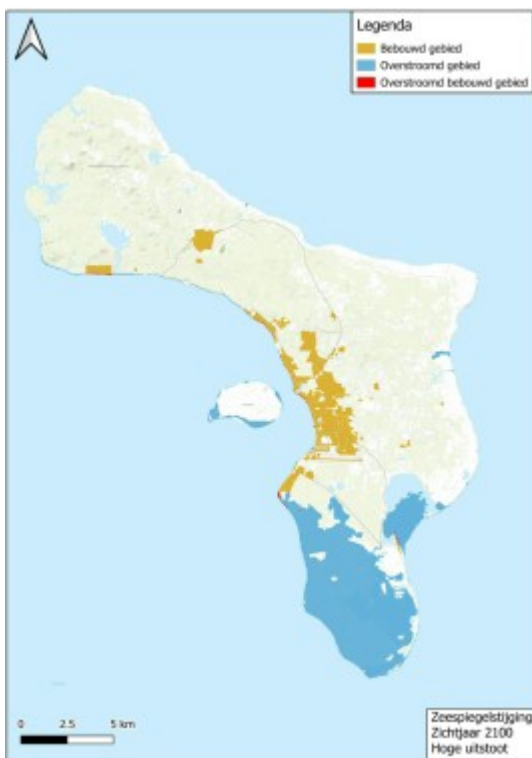 Legenda
Bebouwd gebied
Overstroomd gebied
Overstroomd bebouwd gebied
0 2.5 5 km
Zeespiegelstijging
Zichtjaar 2100
Hoge uitstoot